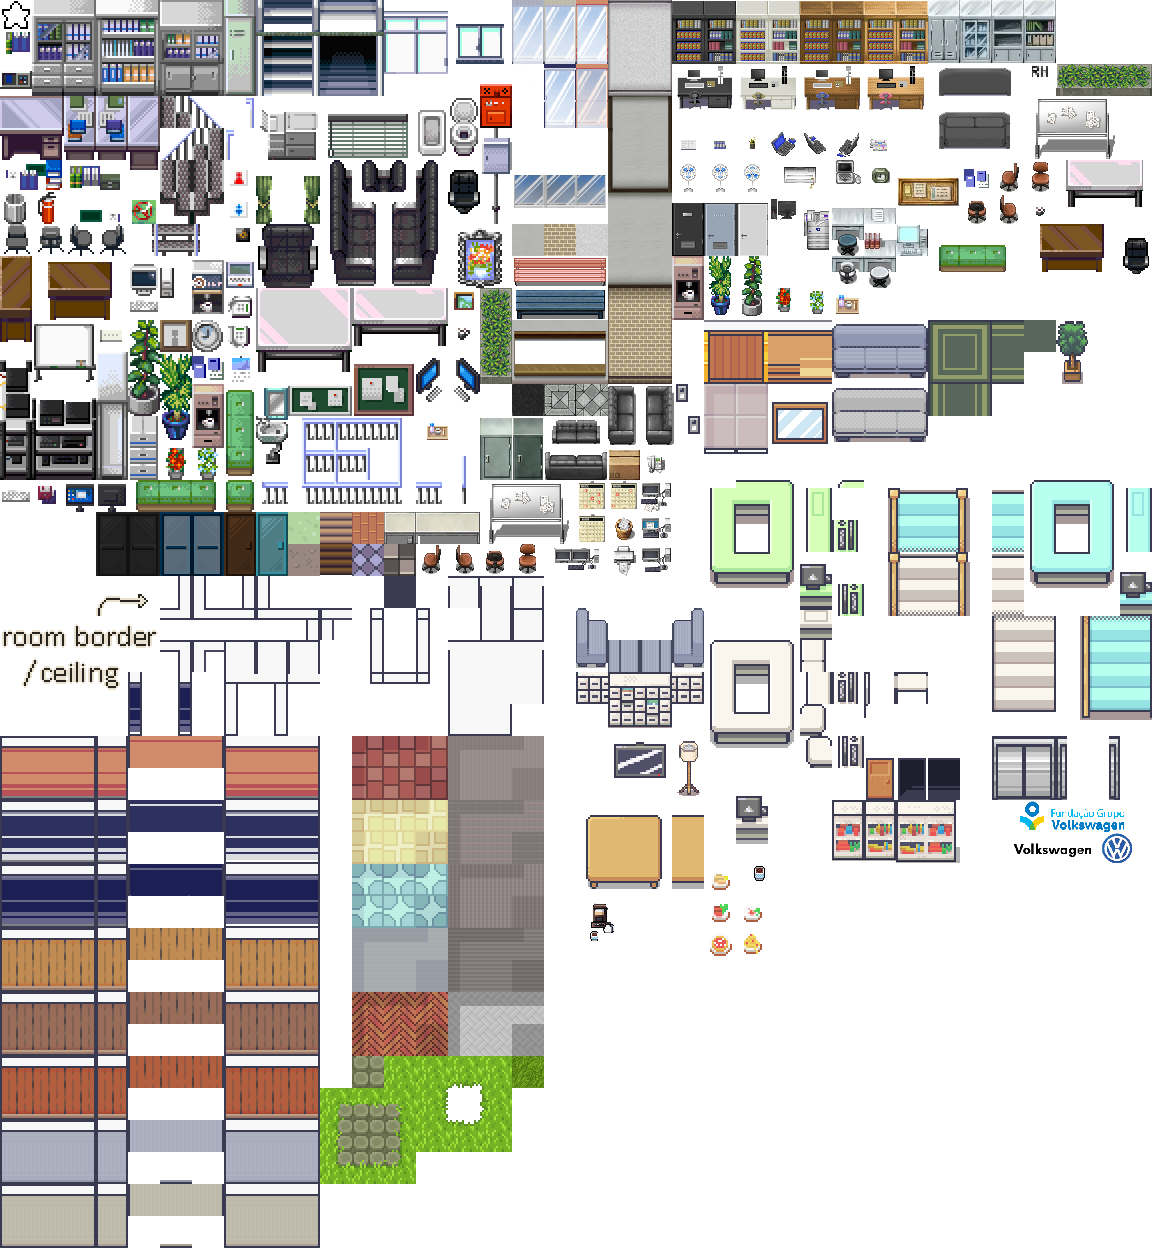 RH
room border
/ceiling
Fundação Grupo
Volkswagen
Volkswagen